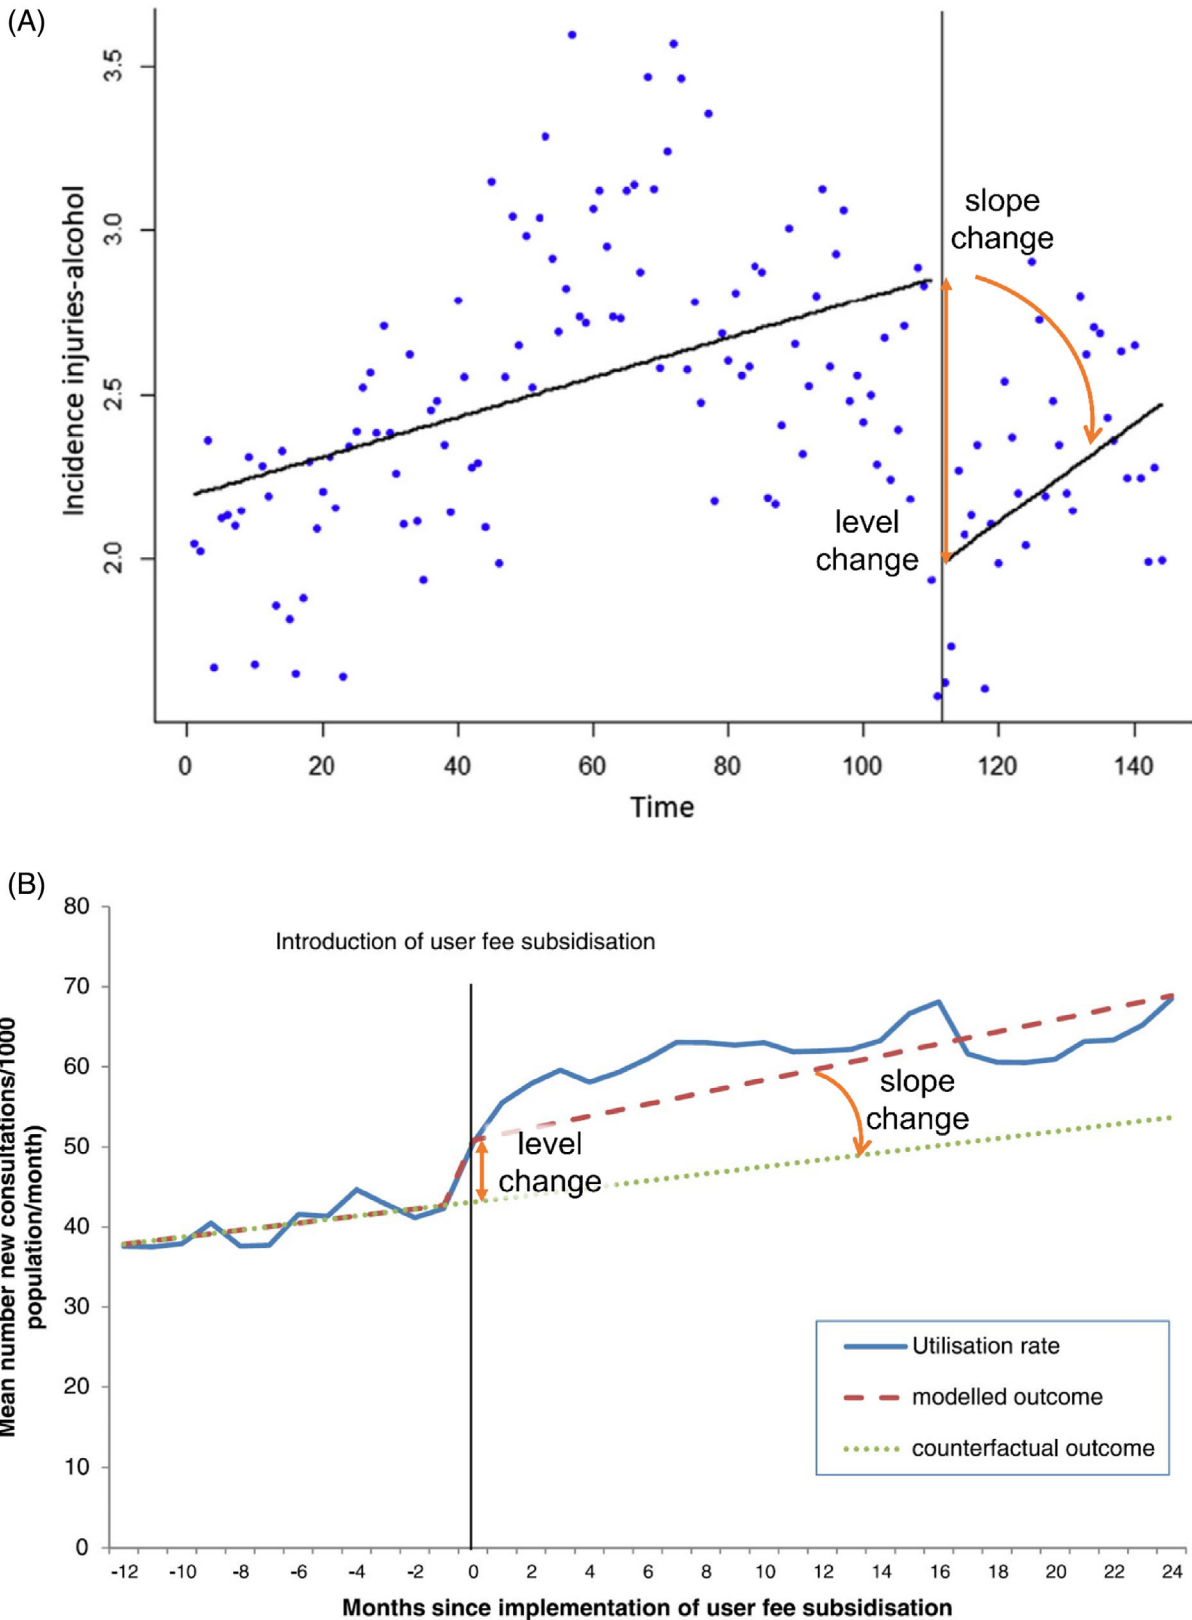 (A)
Incidence injuries-alcohol
3.5
3.0
2.5
2.0
slope
change
level
change
0 20 40 60 80 100 120 140
Time
(B)
Mean number new consultations/1000
population/month)
80
70
60
50
40
30
20
10
0
Introduction of user fee subsidisation
level
change
slope
change
Utilisation rate
modelled outcome
counterfactual outcome
-12 -10 -8 -6 -4 -2 0 2 4 6 8 10 12 14 16 18 20 22 24
Months since implementation of user fee subsidisation